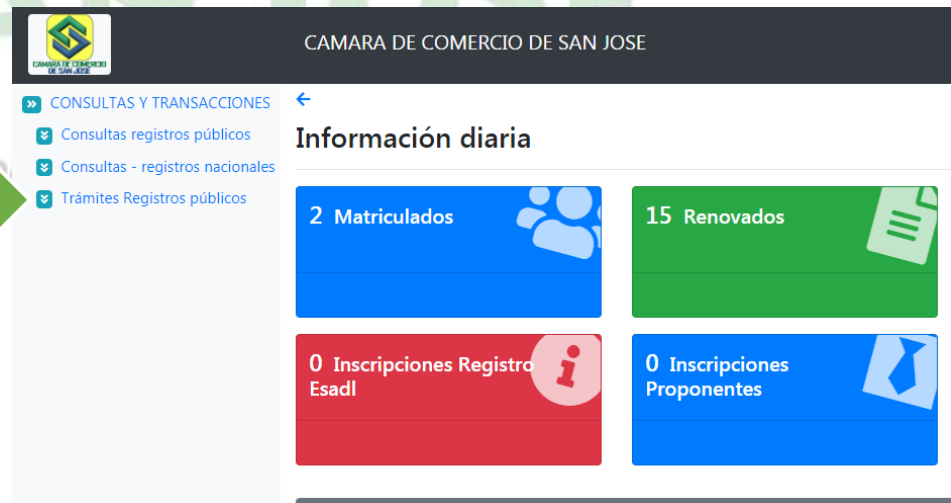 CAMARA DE COMERCIO
DE SAN JOSE
CAMARA DE COMERCIO DE SAN JOSE
CONSULTAS Y TRANSACCIONES
Consultas registros públicos
Consultas - registros nacionales
Trámites Registros públicos
Información diaria
2 Matriculados
15 Renovados
0 Inscripciones Registro
Esadl
0 Inscripciones
Proponentes